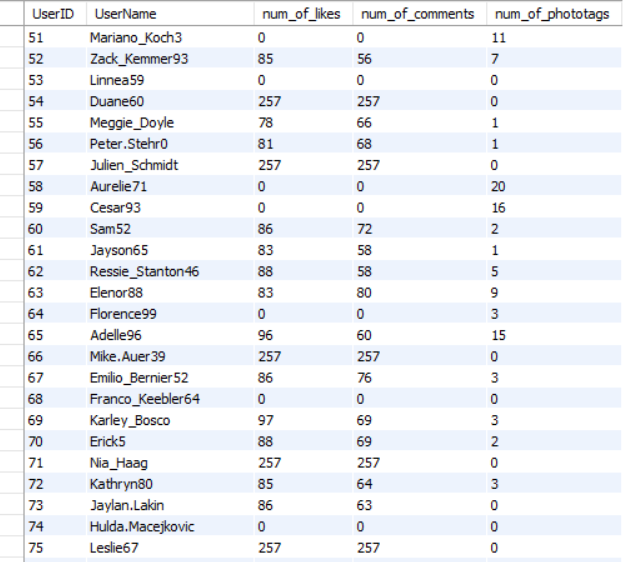 UserID UserName num_of_likes num_of_comments num_of_phototags
51 Mariano_Koch3 0 0 11
52 Zack_Kemmer93 85 56 7
53 Linnea59 0 0 0
54 Duane60 257 257 0
55 Meggie_Doyle 78 66 1
56 Peter.Stehr0 81 68 1
57 Julien_Schmidt 257 257 0
58 Aurelie71 0 0 20
59 Cesar93 0 0 16
60 Sam52 86 72 2
61 Jayson65 83 58 1
62 Ressie_Stanton46 88 58 5
63 Elenor88 83 80 9
64 Florence99 0 0 3
65 Adelle96 96 60 15
66 Mike.Auer39 257 257 0
67 Emilio_Bernier52 86 76 3
68 Franco_Keebler64 0 0 0
69 Karley_Bosco 97 69 3
70 Erick5 88 69 2
71 Nia_Haag 257 257 0
72 Kathryn80 85 64 3
73 Jaylan.Lakin 86 63 0
74 Hulda.Macejkovic 0 0 0
75 Leslie67 257 257 0